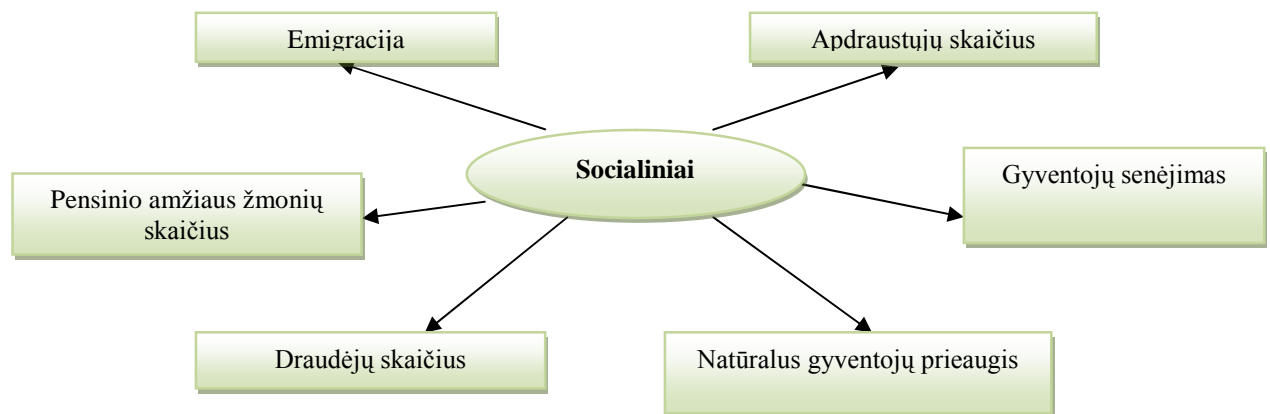 Emigracija
Apdraustųjų skaičius
Socialiniai
Gyventojų senėjimas
Pensinio amžiaus žmonių
skaičius
Draudėjų skaičius
Natūralus gyventojų prieaugis